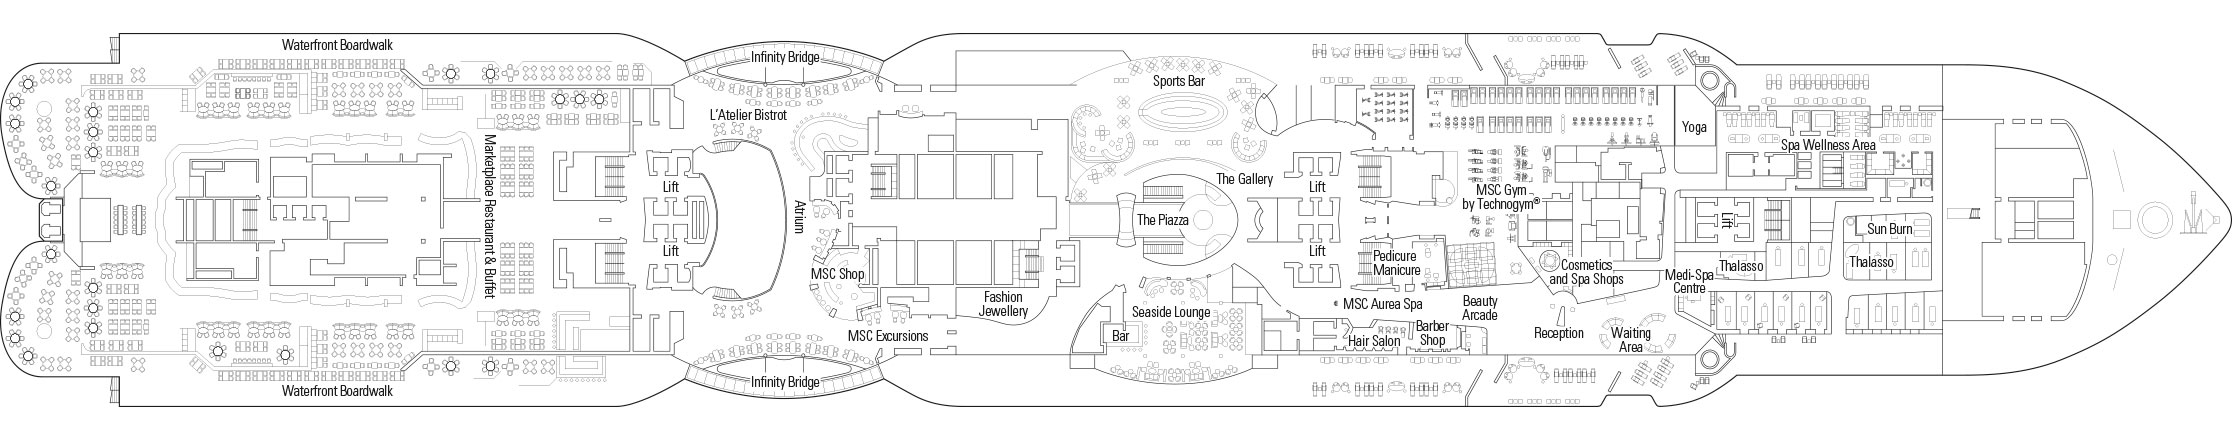 Waterfront Boardwalk
Infinity Bridge
L'Atelier Bistrot
Sports Bar
Yoga
Spa Wellness Area
Marketplace Restaurant & Buffet
Lift
Lift
Atrium
The Gallery
The Piazza
Lift
Lift
MSC Gym
by Technogym®
Lift
Sun Burn
Thalasso
Thalasso
Pedicure
Manicure
Cosmetics
and Spa Shops
Medi-Spa
Centre
MSC Shop
Fashion
Jewellery
MSC Excursions
Seaside Lounge
Bar
MSC Aurea Spa
Beauty
Arcade
Hair Salon
Barber
Shop
Reception
Waiting
Area
Infinity Bridge
Waterfront Boardwalk